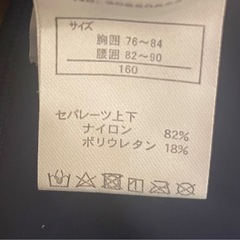 サイズ
胸囲 76～84
腰囲 82～90
160
セパレーツ上下
ナイロン 82%
ポリウレタン 18%